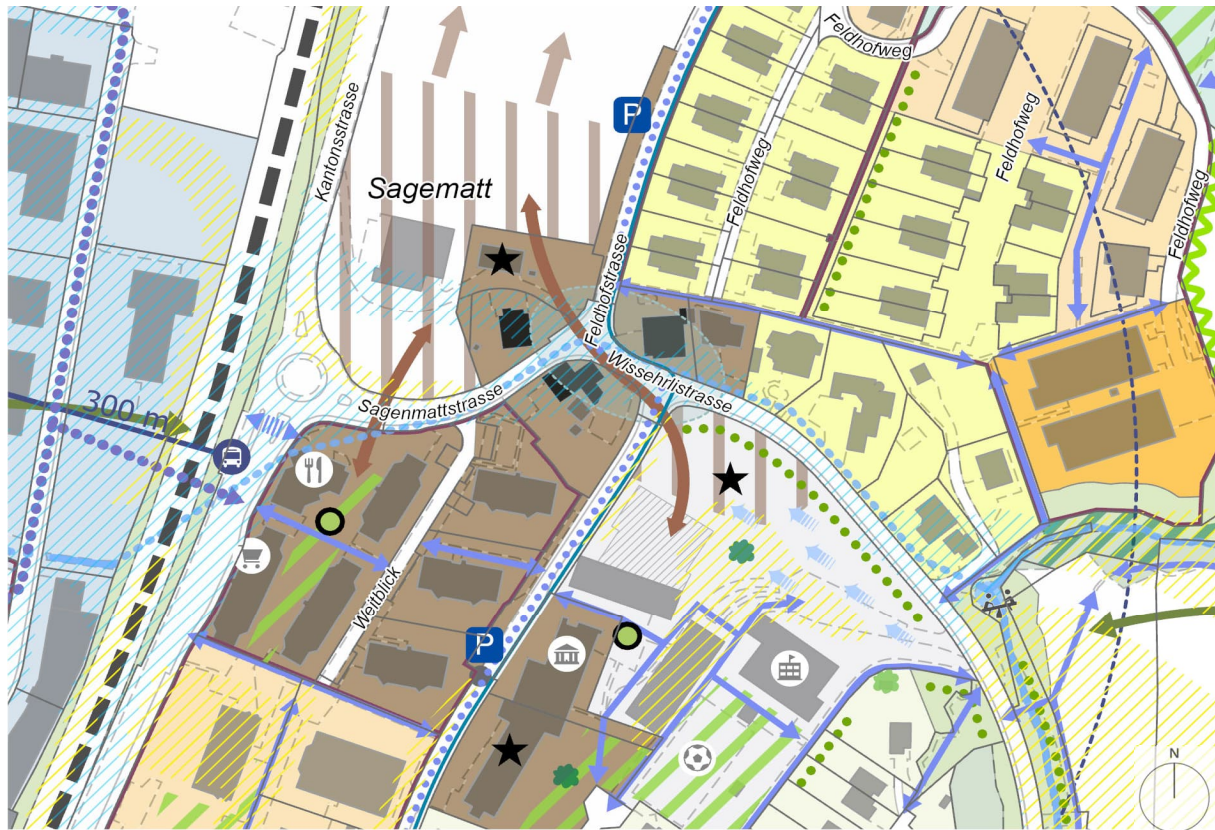 Feldhofweg
Kantonsstrasse
P
Feldhofweg
Sagematt
Feldhofweg
Feldhofweg
Feldhofstrasse
Wissehrlistrasse
Sagenmattstrasse
300 m
Weitblick
P
N